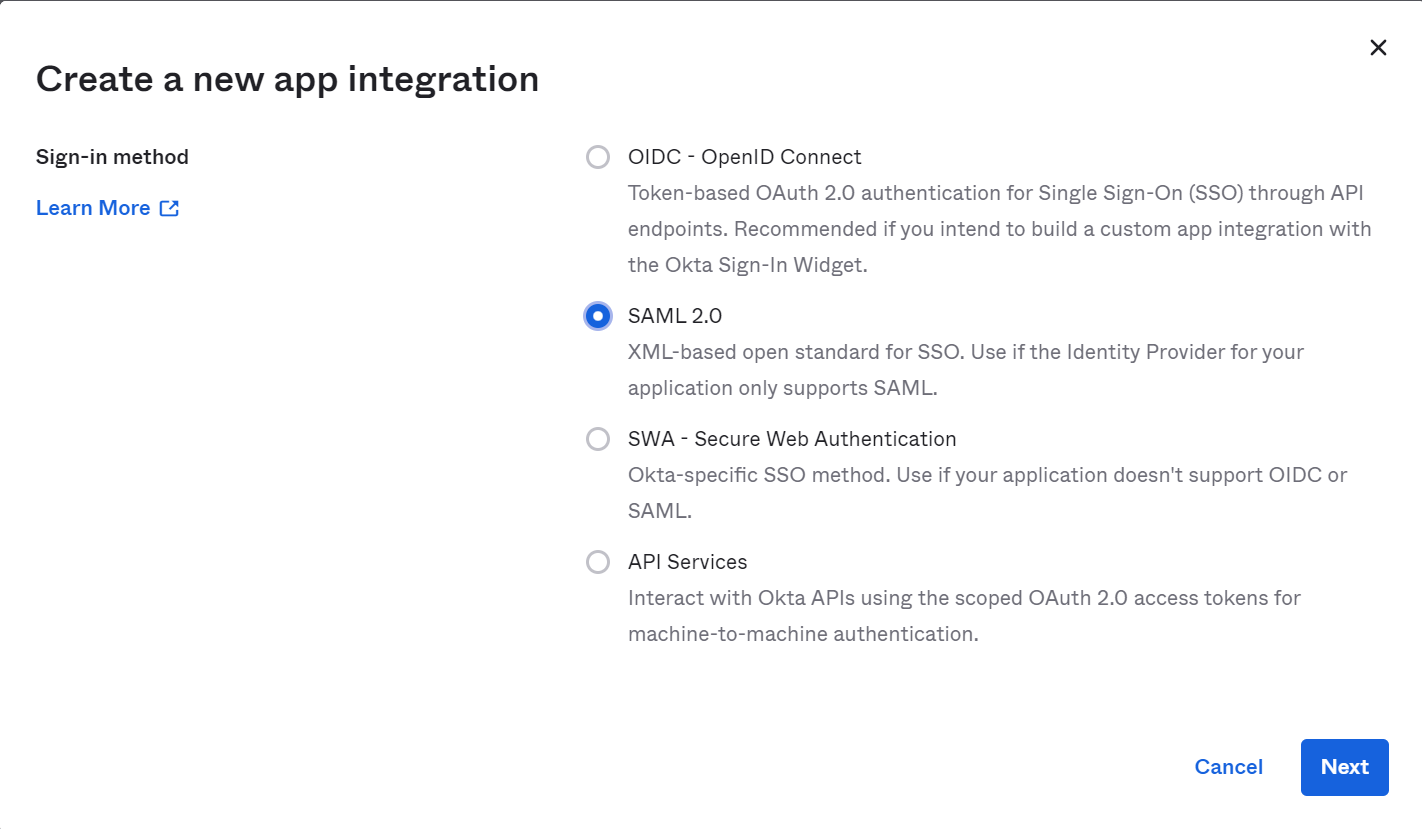 Create a new app integration
Sign-in method
Learn More
OIDC - OpenID Connect
Token-based OAuth 2.0 authentication for Single Sign-On (SSO) through API
endpoints. Recommended if you intend to build a custom app integration with
the Okta Sign-In Widget.
SAML 2.0
XML-based open standard for SSO. Use if the Identity Provider for your
application only supports SAML.
SWA - Secure Web Authentication
Okta-specific SSO method. Use if your application doesn't support OIDC or
SAML.
API Services
Interact with Okta APIs using the scoped OAuth 2.0 access tokens for
machine-to-machine authentication.
Cancel
Next